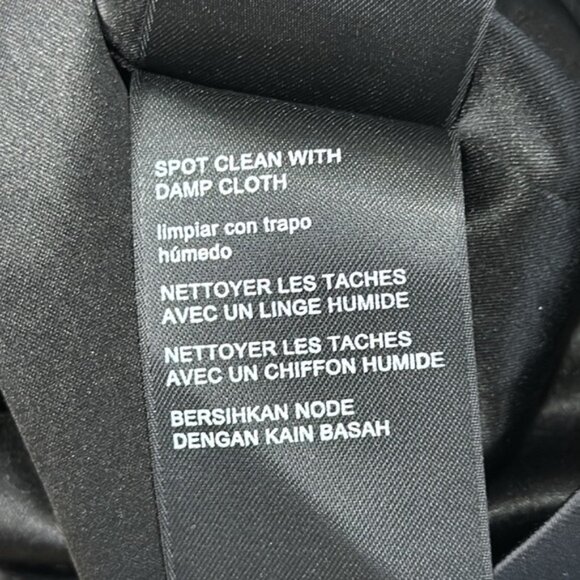 SPOT CLEAN WITH
DAMP CLOTH
limpiar con trapo
húmedo
NETTOYER LES TACHES
AVEC UN LINGE HUMIDE
NETTOYER LES TACHES
AVEC UN CHIFFON HUMIDE
BERSIHKAN NODE
DENGAN KAIN BASAH